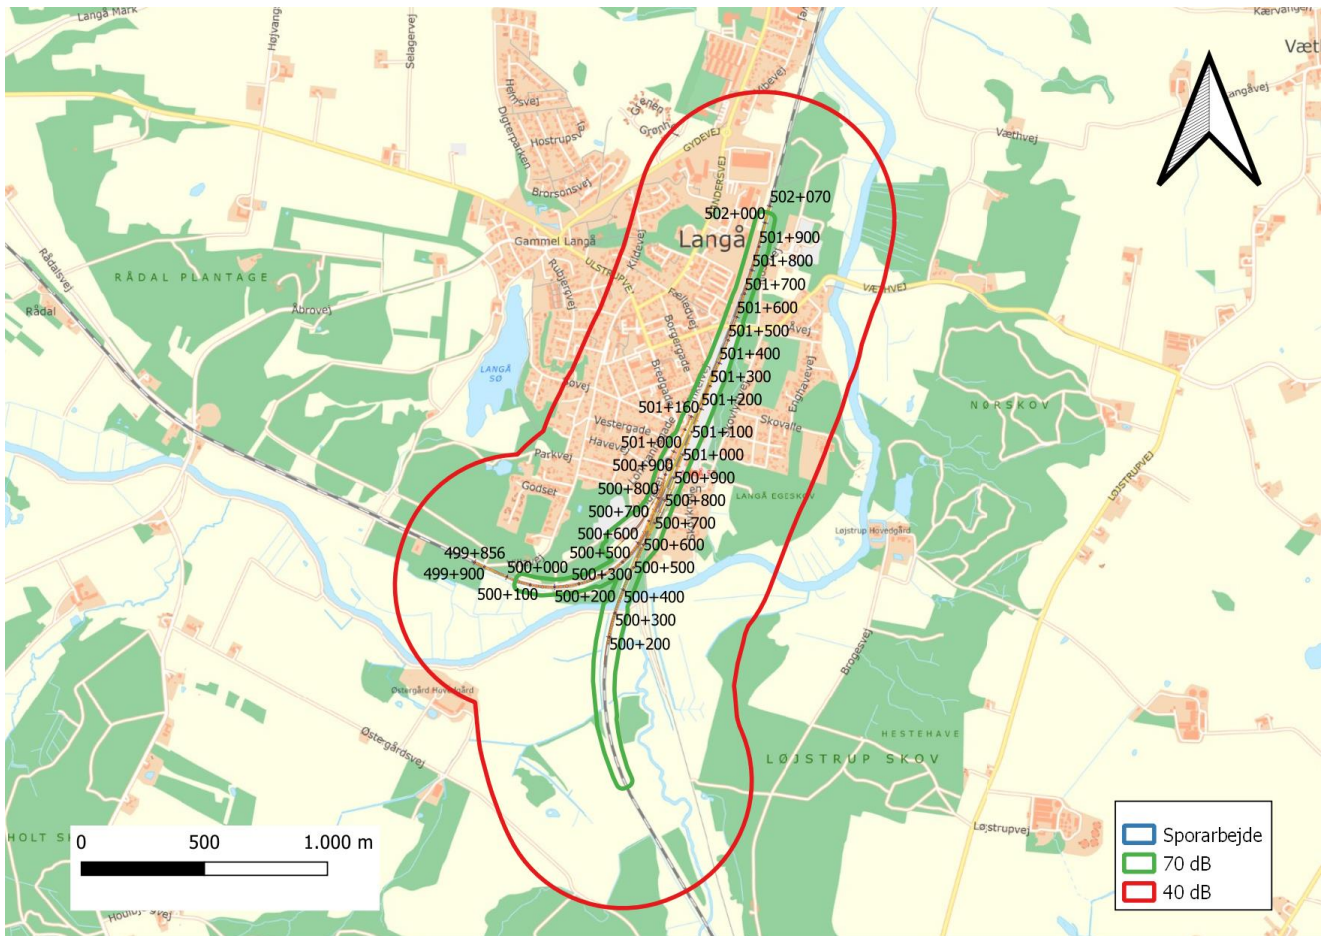 Langå Mark
Selagervej
Kærvangen
Væthvej
Hostrupsv
Digterparken
GYDEVEJ
Brorsonsvej
502+070
502+000
Langå
501+900
Gammel Langå
Kildevej
ULSTRUPVEJ
Rådalsvej
RÅDAL PLANTAGE
501+800
Rubjergvej
501+700
VÆTHVEJ
Rådal
Åbrovej
Fælledvej
501+600
Borgergade
501+500
501+400
LANGÅ
SØ
501+300
Bredgade
Enghavevej
501+200
501+160
NØRSKOV
Vestergade
Skovalle
501+100
Havevej
501+000
501+000
Parkvej
500+900
500+900
LØJSTRUPVEJ
Godset
500+800
500+800
LANGÅ EGESKOV
500+700
500+700
500+600
Løjstrup Hovedgård
500+600
499+856
500+500
500+000
500+500
499+900
500+300
500+100
500+200
500+400
500+300
500+200
Brogesvej
Østergård Hovedgård
Østergårdsvej
HESTEHAVE
LØJSTRUP SKOV
Løjstrupvej
0
500
1.000 m
Sporarbejde
70 dB
40 dB